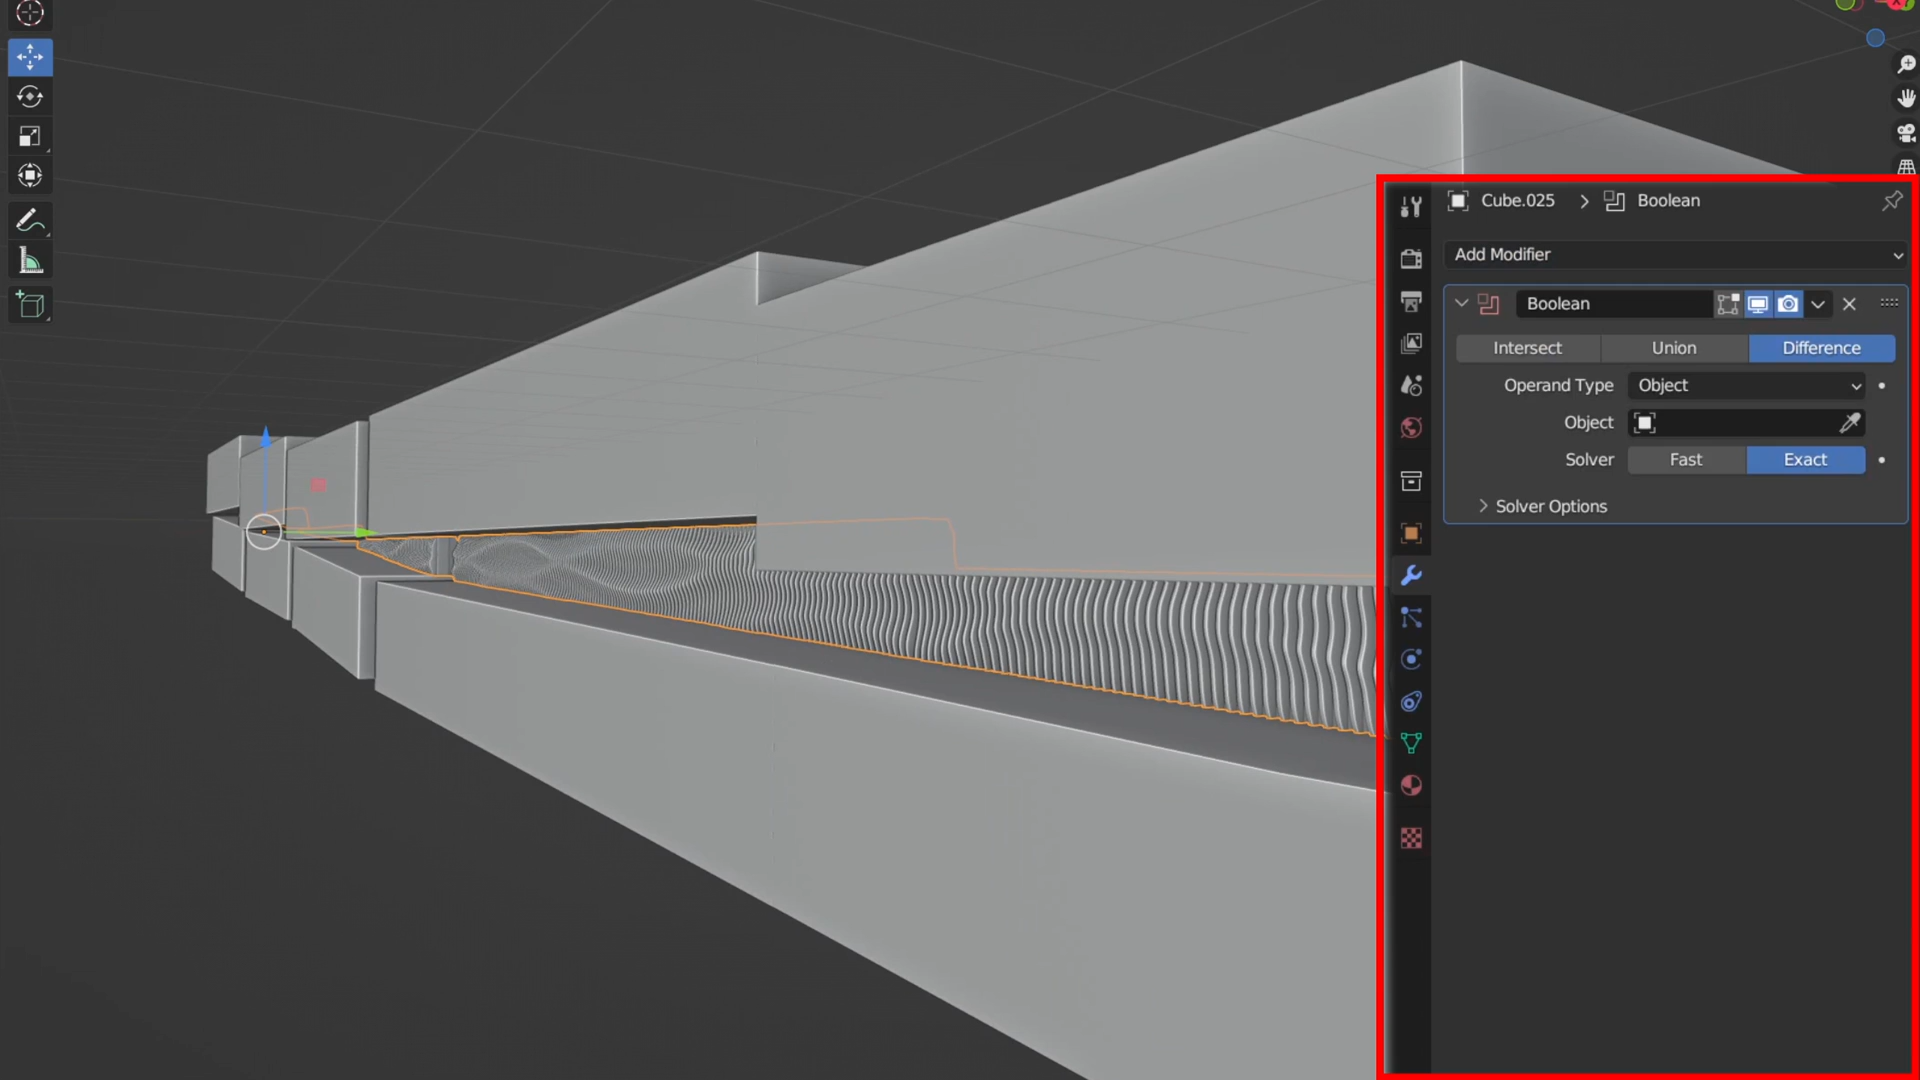 Cube.025 > Boolean
Add Modifier
Boolean
Intersect Union Difference
Operand Type Object
Object
Solver Fast Exact
Solver Options